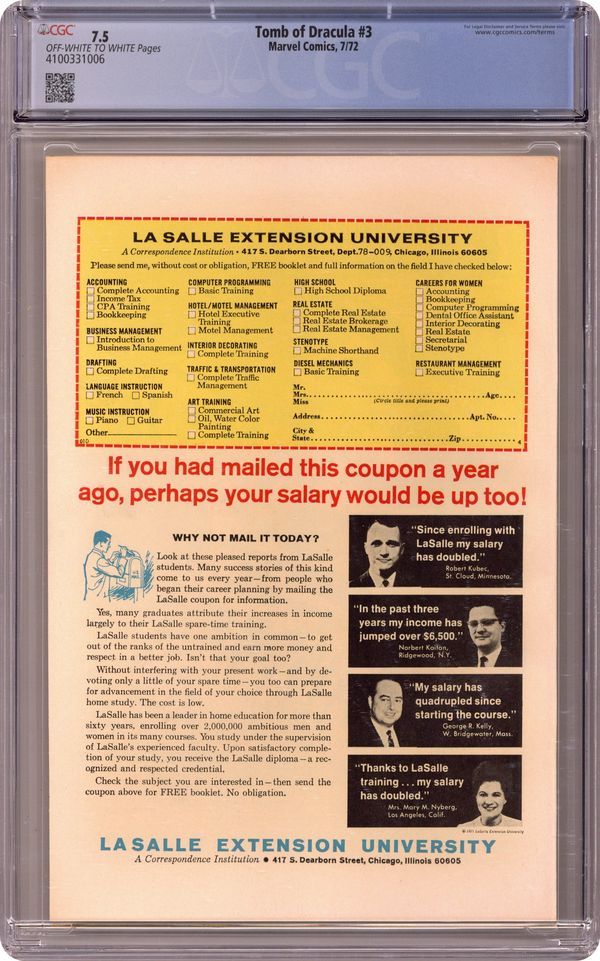 CGC
7.5
OFF-WHITE TO WHITE Pages
4100331006
Tomb of Dracula #3
Marvel Comics, 7/72
For Legal Disclaimer and Service Terms please visit
www.cgccomics.com/terms
CGC
LA SALLE EXTENSION UNIVERSITY
A Correspondence Institution • 417 S. Dearborn Street, Dept.78-009, Chicago, Illinois 60605
Please send me, without cost or obligation, FREE booklet and full information on the field I have checked below:
ACCOUNTING
Complete Accounting
Income Tax
CPA Training
Bookkeeping
BUSINESS MANAGEMENT
Introduction to
Business Management
DRAFTING
Complete Drafting
LANGUAGE INSTRUCTION
French Spanish
MUSIC INSTRUCTION
Piano Guitar
Other
010
COMPUTER PROGRAMMING
Basic Training
HOTEL/MOTEL MANAGEMENT
Hotel Executive
Training
Motel Management
INTERIOR DECORATING
Complete Training
TRAFFIC & TRANSPORTATION
Complete Traffic
Management
ART TRAINING
Commercial Art
Oil, Water Color
Painting
Complete Training
HIGH SCHOOL
High School Diploma
REAL ESTATE
Complete Real Estate
Real Estate Brokerage
Real Estate Management
STENOTYPE
Machine Shorthand
DIESEL MECHANICS
Basic Training
CAREERS FOR WOMEN
Accounting
Bookkeeping
Computer Programming
Dental Office Assistant
Interior Decorating
Real Estate
Secretarial
Stenotype
RESTAURANT MANAGEMENT
Executive Training
Mr.
Mrs. Age
Miss (Circle title and please print)
Address Apt. No.
City &
State Zip 4
If you had mailed this coupon a year
ago, perhaps your salary would be up too!
WHY NOT MAIL IT TODAY?
Look at these pleased reports from LaSalle
students. Many success stories of this kind
come to us every year—from people who
began their career planning by mailing the
LaSalle coupon for information.
Yes, many graduates attribute their increases in income
largely to their LaSalle spare-time training.
LaSalle students have one ambition in common—to get
out of the ranks of the untrained and earn more money and
respect in a better job. Isn't that your goal too?
Without interfering with your present work—and by de-
voting only a little of your spare time—you too can prepare
for advancement in the field of your choice through LaSalle
home study. The cost is low.
LaSalle has been a leader in home education for more than
sixty years, enrolling over 2,000,000 ambitious men and
women in its many courses. You study under the supervision
of LaSalle's experienced faculty. Upon satisfactory comple-
tion of your study, you receive the LaSalle diploma—a rec-
ognized and respected credential.
Check the subject you are interested in—then send the
coupon above for FREE booklet. No obligation.
"Since enrolling with
LaSalle my salary
has doubled."
Robert Kubec,
St. Cloud, Minnesota.
"In the past three
years my income has
jumped over $6,500."
Norbert Kaiton,
Ridgewood, N.Y.
"My salary has
quadrupled since
starting the course."
George R. Kelly,
W. Bridgewater, Mass.
"Thanks to LaSalle
training . . . my salary
has doubled."
Mrs. Mary M. Nyberg,
Los Angeles, Calif.
© 1971 LaSalle Extension University
LASALLE EXTENSION UNIVERSITY
A Correspondence Institution • 417 S. Dearborn Street, Chicago, Illinois 60605